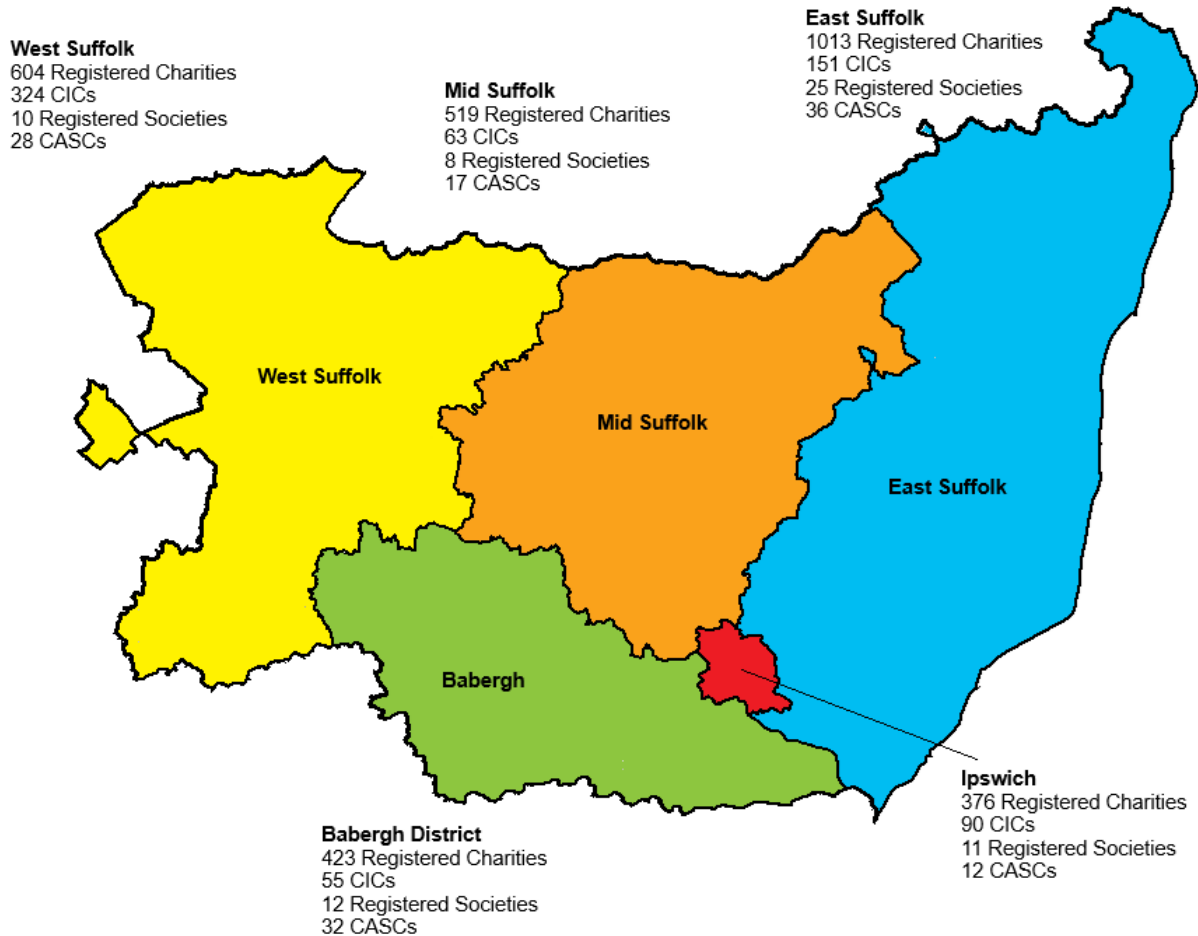 West Suffolk
604 Registered Charities
324 CICs
10 Registered Societies
28 CASCs
Mid Suffolk
519 Registered Charities
63 CICs
8 Registered Societies
17 CASCs
East Suffolk
1013 Registered Charities
151 CICs
25 Registered Societies
36 CASCs
West Suffolk
Mid Suffolk
East Suffolk
Babergh
Babergh District
423 Registered Charities
55 CICs
12 Registered Societies
32 CASCs
Ipswich
376 Registered Charities
90 CICs
11 Registered Societies
12 CASCs